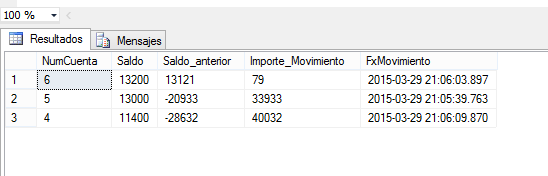 100 %
Resultados Mensajes
NumCuenta Saldo Saldo_anterior Importe_Movimiento FxMovimiento
1 6 13200 13121 79 2015-03-29 21:06:03.897
2 5 13000 -20933 33933 2015-03-29 21:05:39.763
3 4 11400 -28632 40032 2015-03-29 21:06:09.870